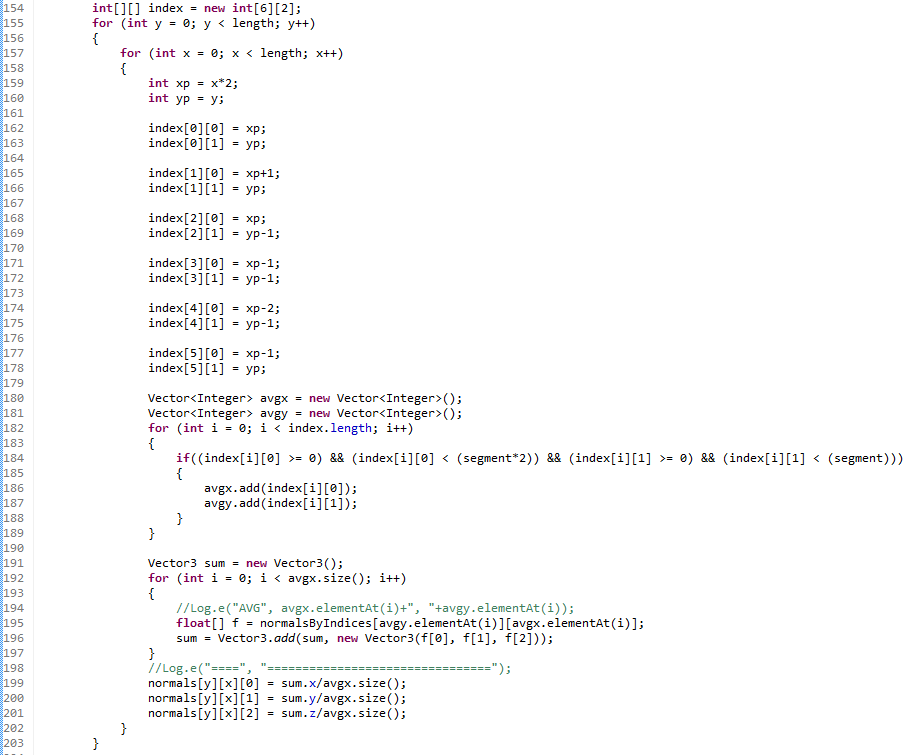 154 int[][] index = new int[6][2];
155 for (int y = 0; y < length; y++)
156 {
157 for (int x = 0; x < length; x++)
158 {
159 int xp = x*2;
160 int yp = y;
161
162 index[0][0] = xp;
163 index[0][1] = yp;
164
165 index[1][0] = xp+1;
166 index[1][1] = yp;
167
168 index[2][0] = xp;
169 index[2][1] = yp-1;
170
171 index[3][0] = xp-1;
172 index[3][1] = yp-1;
173
174 index[4][0] = xp-2;
175 index[4][1] = yp-1;
176
177 index[5][0] = xp-1;
178 index[5][1] = yp;
179
180 Vector<Integer> avgx = new Vector<Integer>();
181 Vector<Integer> avgy = new Vector<Integer>();
182 for (int i = 0; i < index.length; i++)
183 {
184 if((index[i][0] >= 0) && (index[i][0] < (segment*2)) && (index[i][1] >= 0) && (index[i][1] < (segment)))
185 {
186 avgx.add(index[i][0]);
187 avgy.add(index[i][1]);
188 }
189 }
190
191 Vector3 sum = new Vector3();
192 for (int i = 0; i < avgx.size(); i++)
193 {
194 //Log.e("AVG", avgx.elementAt(i)+", "+avgy.elementAt(i));
195 float[] f = normalsByIndices[avgy.elementAt(i)][avgx.elementAt(i)];
196 sum = Vector3.add(sum, new Vector3(f[0], f[1], f[2]));
197 }
198 //Log.e("====", "================================");
199 normals[y][x][0] = sum.x/avgx.size();
200 normals[y][x][1] = sum.y/avgx.size();
201 normals[y][x][2] = sum.z/avgx.size();
202 }
203 }